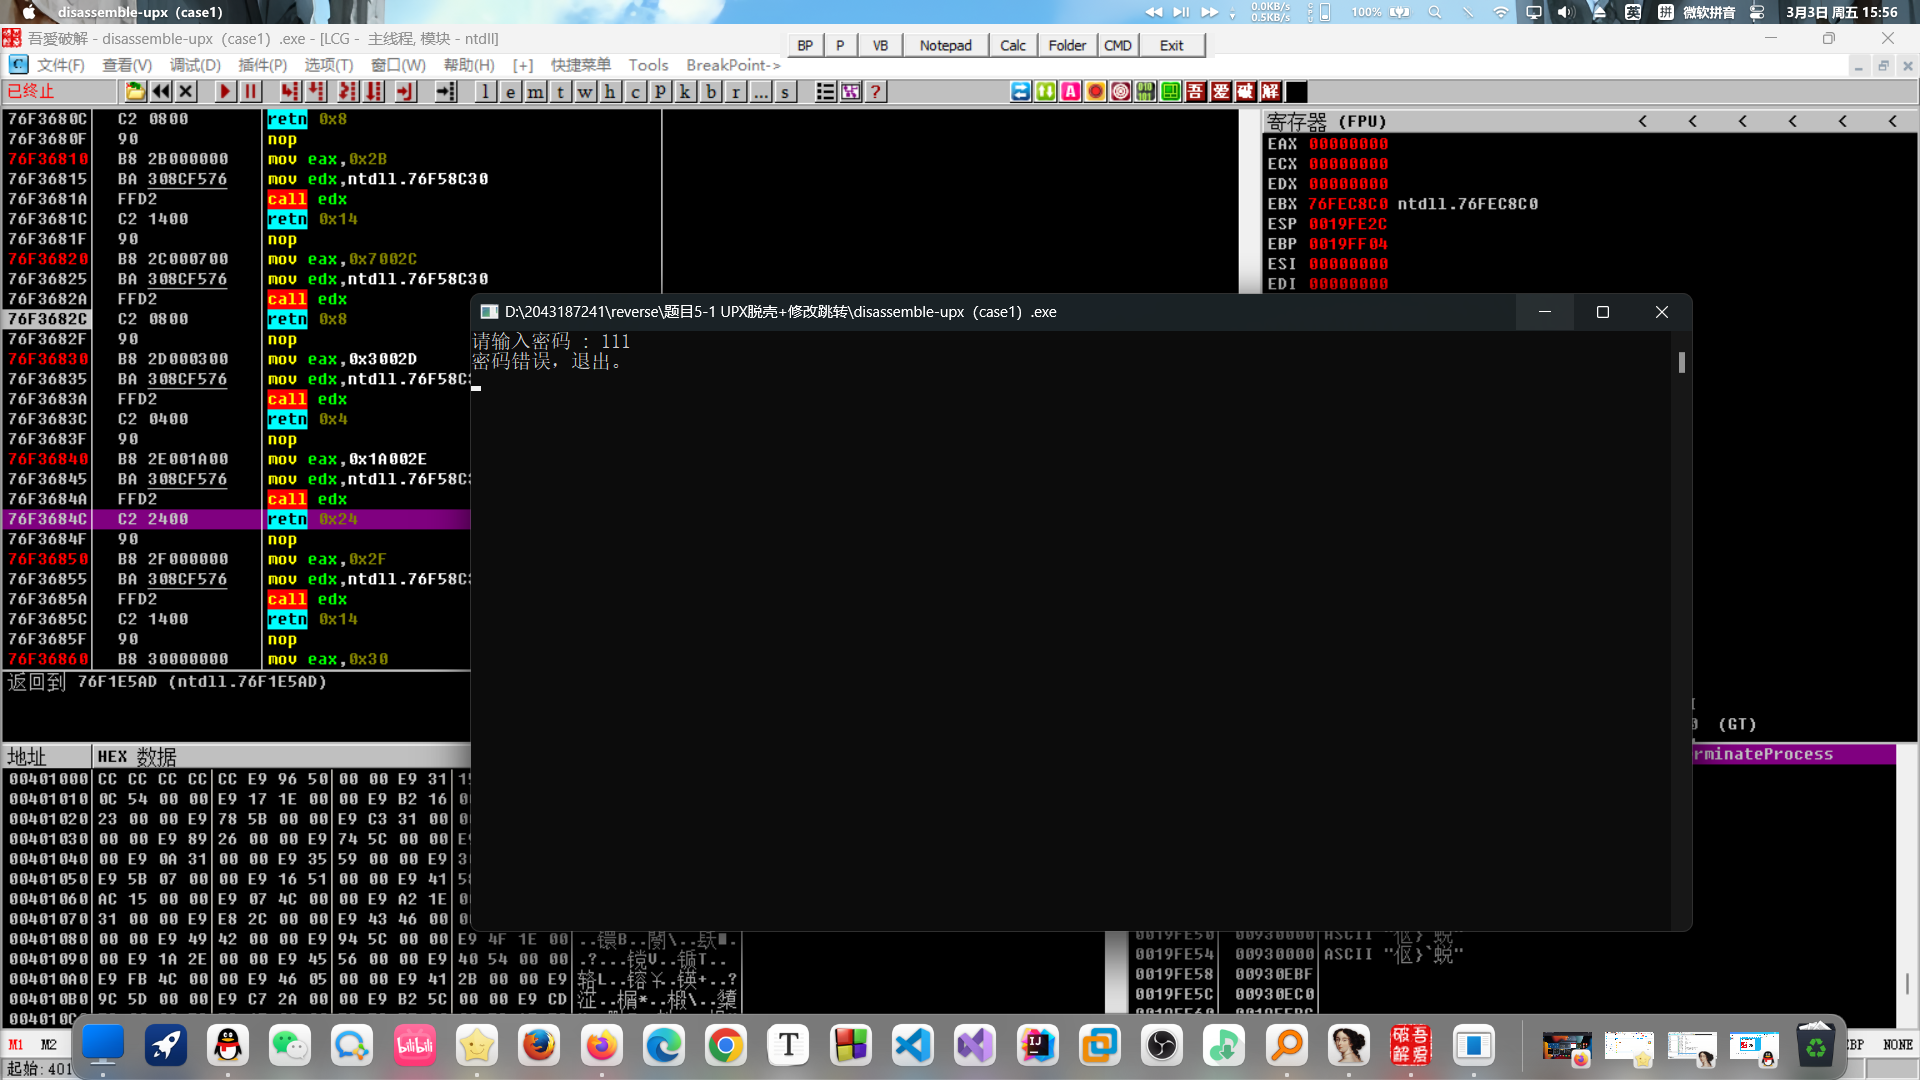 disassemble-upx（case1）
0.0KB/s
0.5KB/s
100%
英
拼
微软拼音
3月3日 周五 15:56
吾愛破解 - disassemble-upx（case1）.exe - [LCG - 主线程, 模块 - ntdll]
BP P VB Notepad Calc Folder CMD Exit
文件(F) 查看(V) 调试(D) 插件(P) 选项(T) 窗口(W) 帮助(H) [+] 快捷菜单 Tools BreakPoint->
已终止
l e m t w h c P k b r ... s
?
吾 爱 破 解
76F3680C C2 0800 retn 0x8
76F3680F 90 nop
76F36810 B8 2B000000 mov eax,0x2B
76F36815 BA 308CF576 mov edx,ntdll.76F58C30
76F3681A FFD2 call edx
76F3681C C2 1400 retn 0x14
76F3681F 90 nop
76F36820 B8 2C000700 mov eax,0x7002C
76F36825 BA 308CF576 mov edx,ntdll.76F58C30
76F3682A FFD2 call edx
76F3682C C2 0800 retn 0x8
76F3682F 90 nop
76F36830 B8 2D000300 mov eax,0x3002D
76F36835 BA 308CF576 mov edx,ntdll.76F58C
76F3683A FFD2 call edx
76F3683C C2 0400 retn 0x4
76F3683F 90 nop
76F36840 B8 2E001A00 mov eax,0x1A002E
76F36845 BA 308CF576 mov edx,ntdll.76F58C
76F3684A FFD2 call edx
76F3684C C2 2400 retn 0x24
76F3684F 90 nop
76F36850 B8 2F000000 mov eax,0x2F
76F36855 BA 308CF576 mov edx,ntdll.76F58C
76F3685A FFD2 call edx
76F3685C C2 1400 retn 0x14
76F3685F 90 nop
76F36860 B8 30000000 mov eax,0x30
返回到 76F1E5AD (ntdll.76F1E5AD)
寄存器 (FPU) < < < < < <
EAX 00000000
ECX 00000000
EDX 00000000
EBX 76FEC8C0 ntdll.76FEC8C0
ESP 0019FE2C
EBP 0019FF04
ESI 00000000
EDI 00000000
(GT)
D:\2043187241\reverse\题目5-1 UPX脱壳+修改跳转\disassemble-upx（case1）.exe
请输入密码 : 111
密码错误，退出。
地址 HEX 数据
00401000 CC CC CC CC CC E9 96 50 00 00 E9 31
00401010 0C 54 00 00 E9 17 1E 00 00 E9 B2 16
00401020 23 00 00 E9 78 5B 00 00 E9 C3 31 00
00401030 00 00 E9 89 26 00 00 E9 74 5C 00 00
00401040 00 E9 0A 31 00 00 E9 35 59 00 00 E9
00401050 E9 5B 07 00 00 E9 16 51 00 00 E9 41
00401060 AC 15 00 00 E9 07 4C 00 00 E9 A2 1E
00401070 31 00 00 E9 E8 2C 00 00 E9 43 46 00
00401080 00 00 E9 49 42 00 00 E9 94 5C 00 00 E9 4F 1E 00
00401090 00 E9 1A 2E 00 00 E9 45 56 00 00 E9 40 54 00 00
004010A0 E9 FB 4C 00 00 E9 46 05 00 00 E9 41 2B 00 00 E9
004010B0 9C 5D 00 00 E9 C7 2A 00 00 E9 B2 5C 00 00 E9 CD
rminateProcess
0019FE50 00930000 ASCII
0019FE54 00930000 ASCII
0019FE58 00930EBF
0019FE5C 00930EC0
M1 M2
EBP NONE
起始: 401
bilibili
T
IJ
破爱
解吾